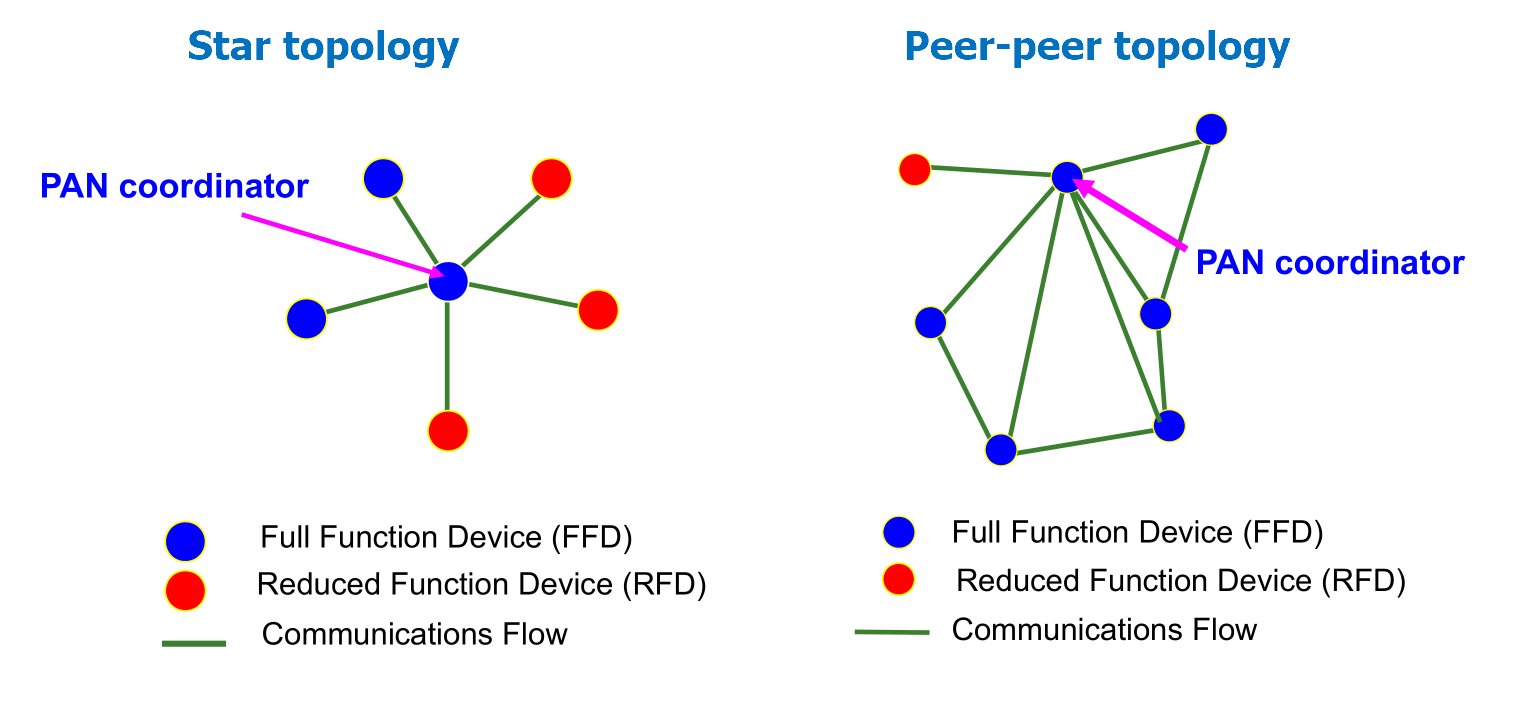 Star topology
PAN coordinator
Full Function Device (FFD)
Reduced Function Device (RFD)
Communications Flow
Peer-peer topology
PAN coordinator
Full Function Device (FFD)
Reduced Function Device (RFD)
Communications Flow